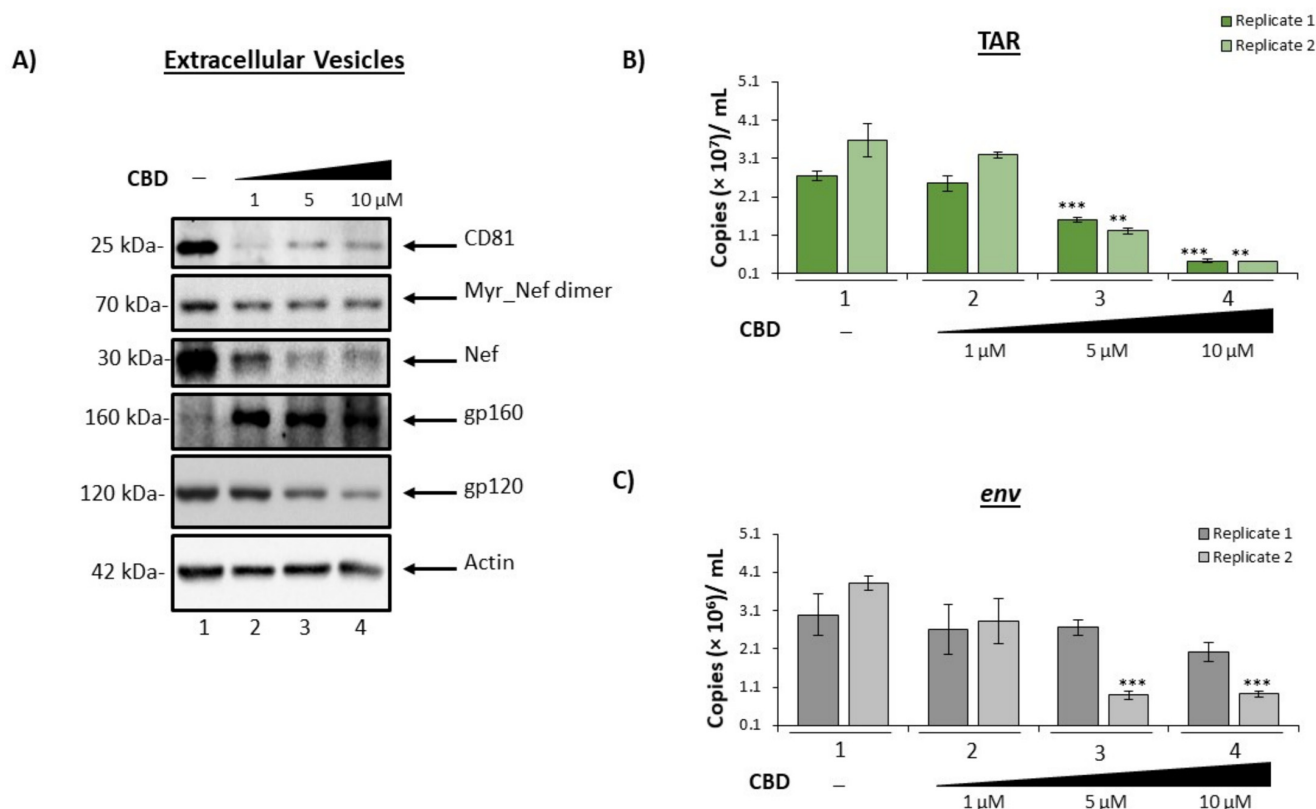 A)
Extracellular Vesicles
CBD – 1 5 10 μM
25 kDa- CD81
70 kDa- Myr_Nef dimer
30 kDa- Nef
160 kDa- gp160
120 kDa- gp120
42 kDa- Actin
1 2 3 4
B)
TAR
Replicate 1
Replicate 2
Copies (× 10⁷)/ mL
5.1
4.1
3.1
2.1
1.1
0.1
*** **
*** **
1 2 3 4
CBD –
1 μM 5 μM 10 μM
C)
env
Replicate 1
Replicate 2
Copies (× 10⁶)/ mL
5.1
4.1
3.1
2.1
1.1
0.1
*** ***
1 2 3 4
CBD –
1 μM 5 μM 10 μM